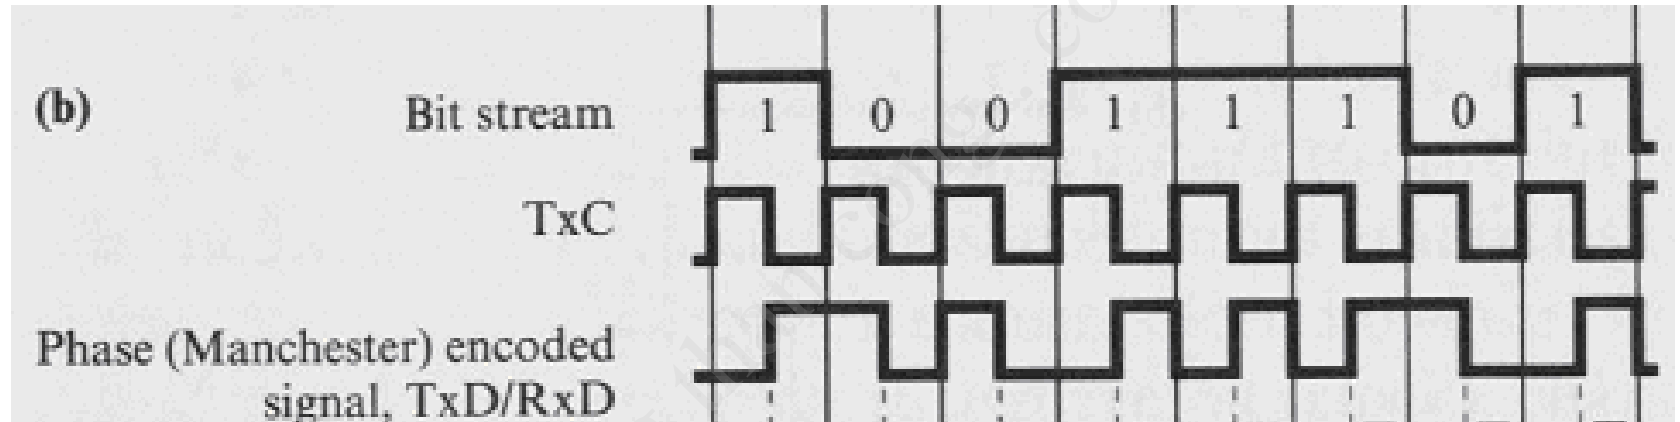 (b) Bit stream
1 0 0 1 1 1 0 1
TxC
Phase (Manchester) encoded
signal, TxD/RxD